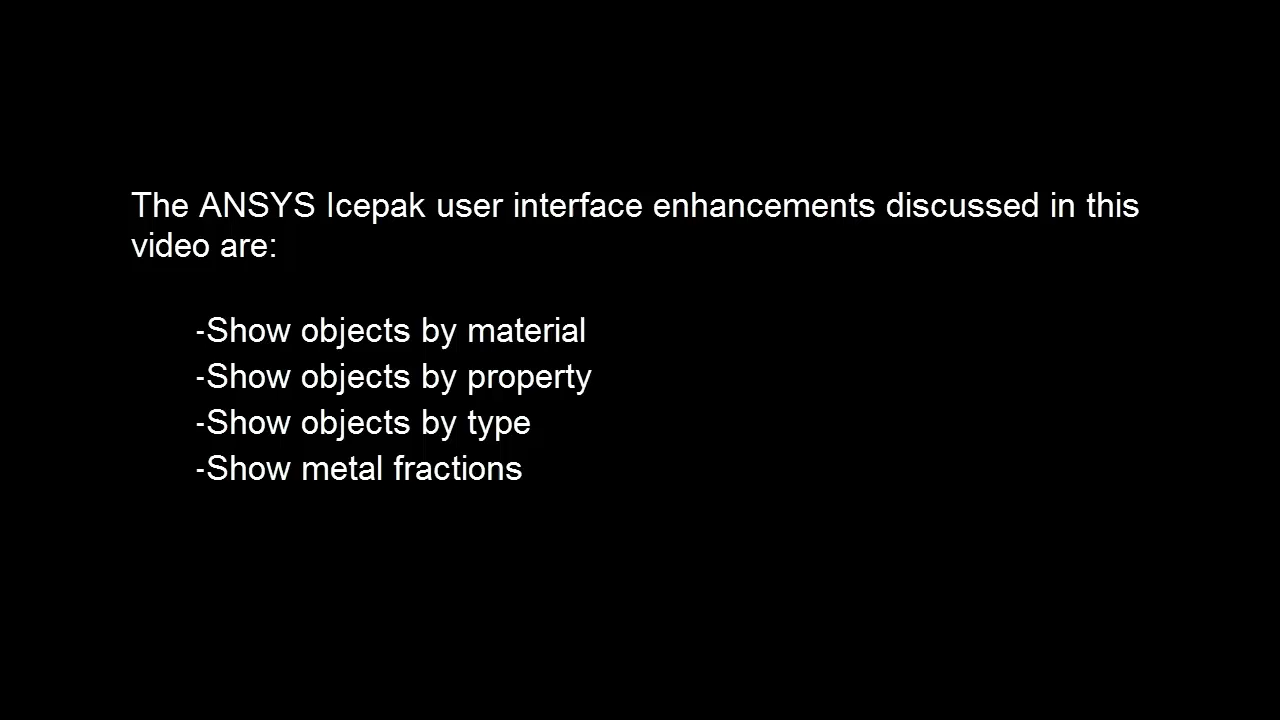 The ANSYS Icepak user interface enhancements discussed in this
video are:
-Show objects by material
-Show objects by property
-Show objects by type
-Show metal fractions